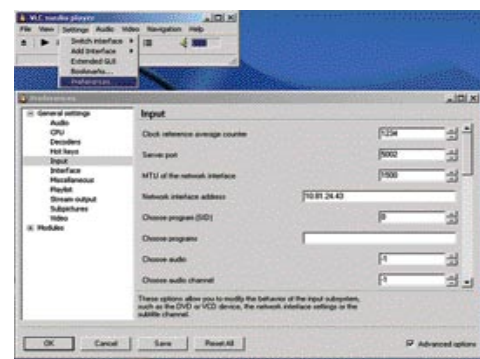 VLC media player
File View Settings Audio Video Navigation Help
Switch Interface
Add Interface
Extended GUI
Bookmarks...
Preferences...
Preferences
General settings
Audio
CPU
Decoders
Hot keys
Input
Interface
Miscellaneous
Playlist
Stream output
Subpictures
Video
Modules
Input
Clock reference average counter
1234
Server port
5002
MTU of the network interface
1500
Network interface address
10.81.24.43
Choose program (SID)
0
Choose programs
Choose audio
-1
Choose audio channel
-1
These options allow you to modify the behavior of the input subsystem,
such as the DVD or VCD device, the network interface settings or the
subtitle channel.
OK Cancel Save Reset All Advanced options